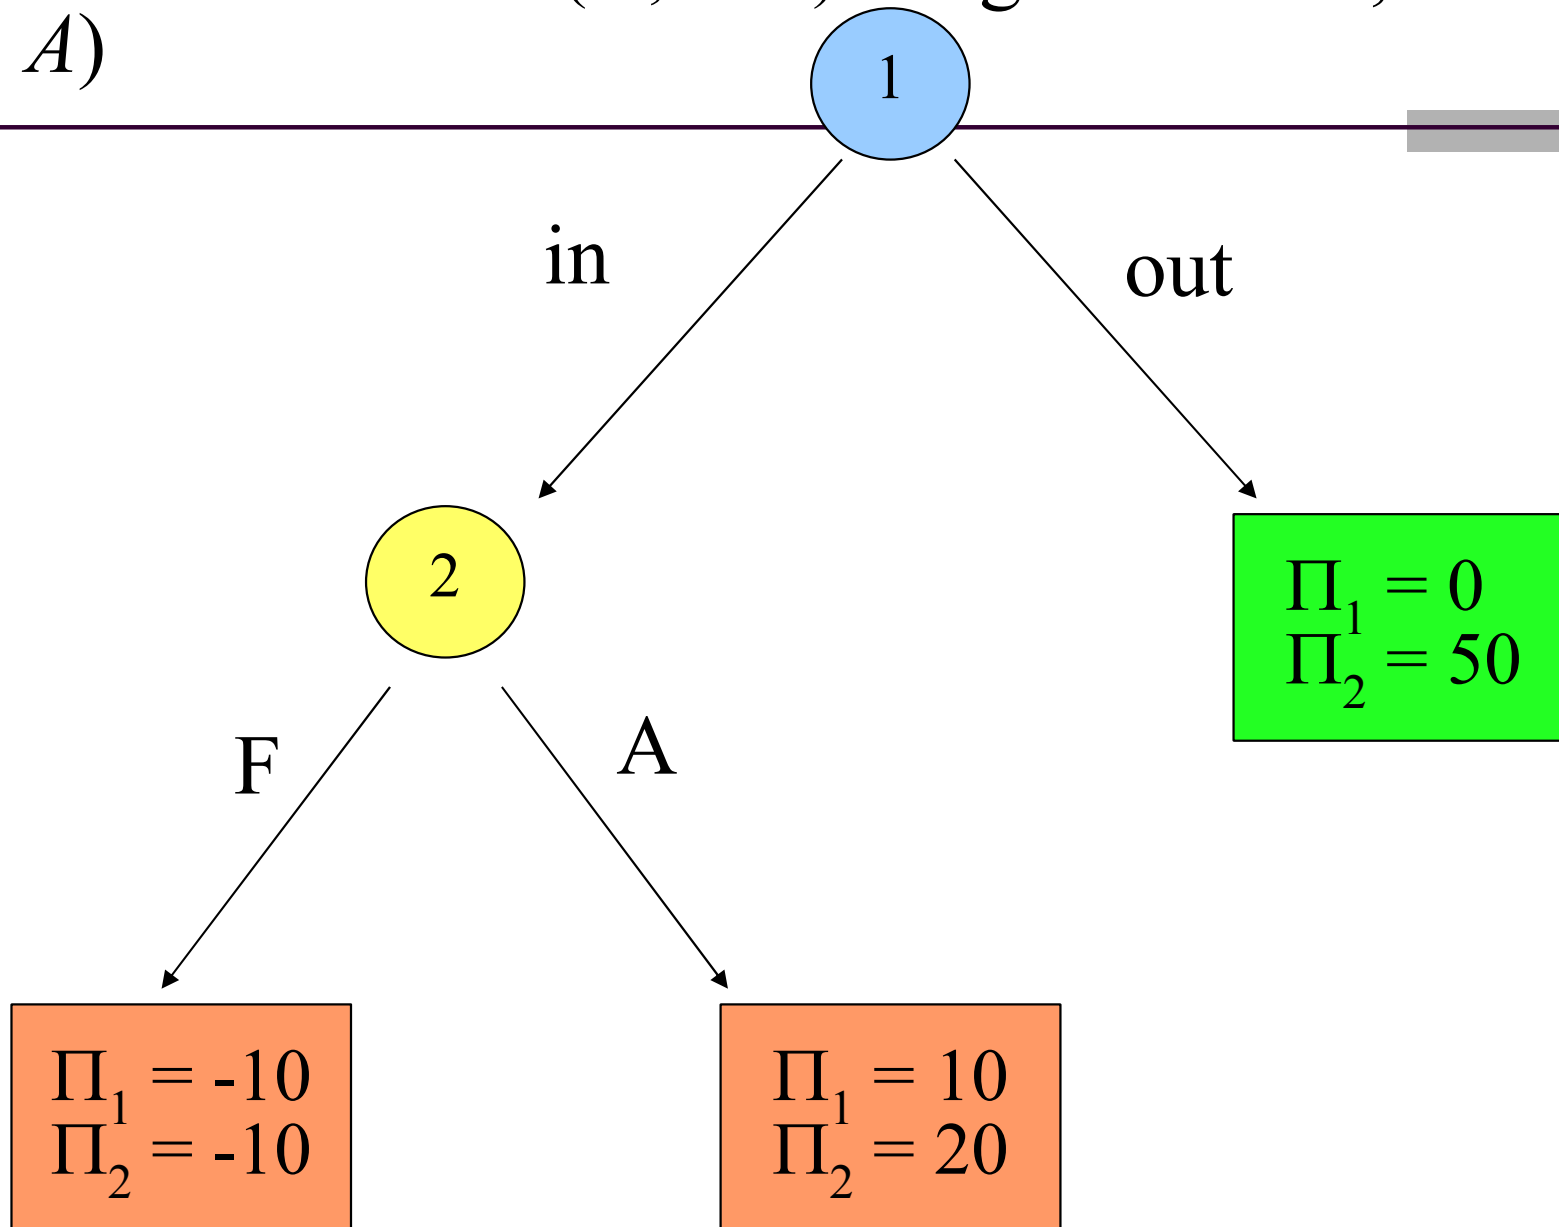 A)
1
in
out
2
Π1 = 0
Π2 = 50
F
A
Π1 = -10
Π2 = -10
Π1 = 10
Π2 = 20